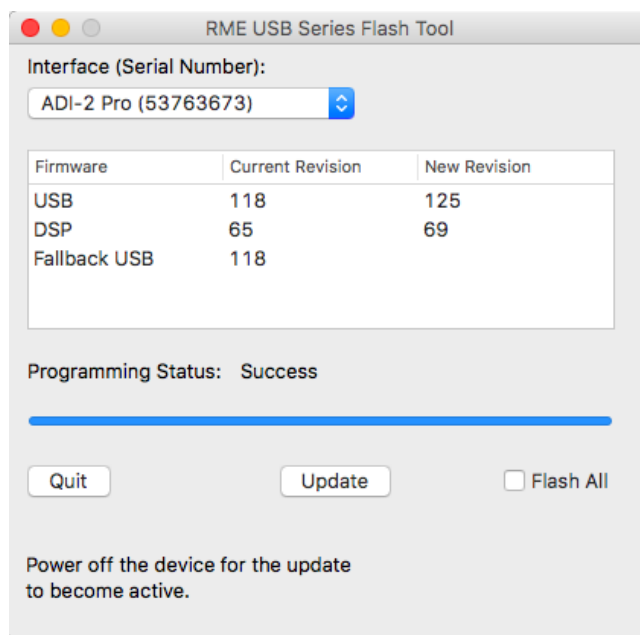 RME USB Series Flash Tool
Interface (Serial Number):
ADI-2 Pro (53763673)
Firmware Current Revision New Revision
USB 118 125
DSP 65 69
Fallback USB 118
Programming Status: Success
Quit Update Flash All
Power off the device for the update
to become active.